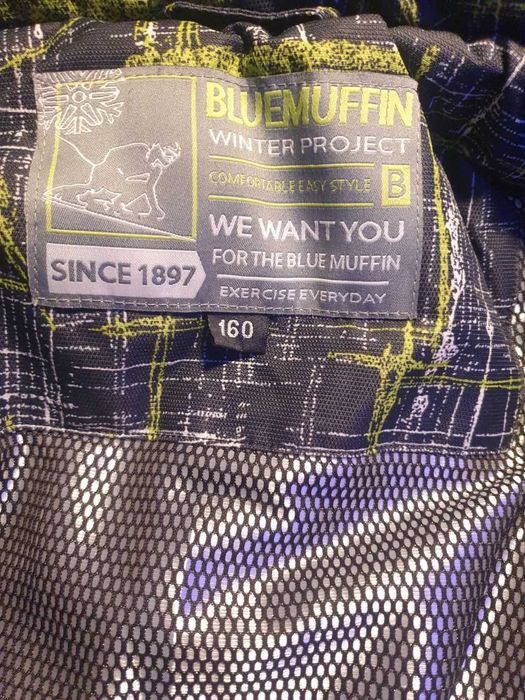 BLUEMUFFIN
WINTER PROJECT
COMFORTABLE EASY STYLE B
WE WANT YOU
FOR THE BLUE MUFFIN
EXERCISE EVERYDAY
SINCE 1897
160